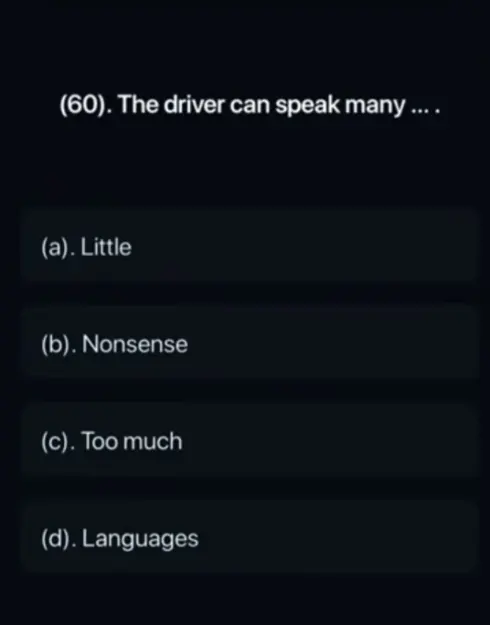 (60). The driver can speak many ... .
(a). Little
(b). Nonsense
(c). Too much
(d). Languages